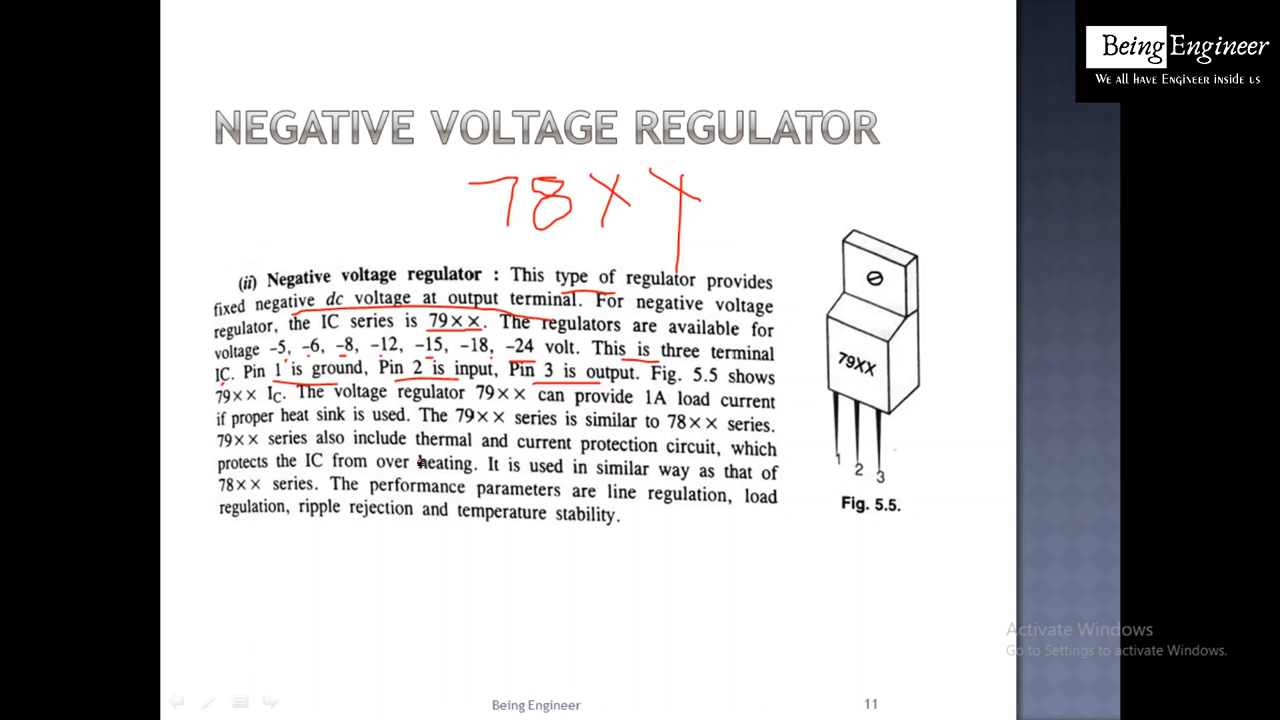 Being Engineer
We all have Engineer inside us
NEGATIVE VOLTAGE REGULATOR
78XY
(ii) Negative voltage regulator : This type of regulator provides
fixed negative dc voltage at output terminal. For negative voltage
regulator, the IC series is 79××. The regulators are available for
voltage –5, –6, –8, –12, –15, –18, –24 volt. This is three terminal
IC. Pin 1 is ground, Pin 2 is input, Pin 3 is output. Fig. 5.5 shows
79×× IC. The voltage regulator 79×× can provide 1A load current
if proper heat sink is used. The 79×× series is similar to 78×× series.
79×× series also include thermal and current protection circuit, which
protects the IC from over heating. It is used in similar way as that of
78×× series. The performance parameters are line regulation, load
regulation, ripple rejection and temperature stability.
79XX
1
2
3
Fig. 5.5.
Activate Windows
Go to Settings to activate Windows.
Being Engineer
11